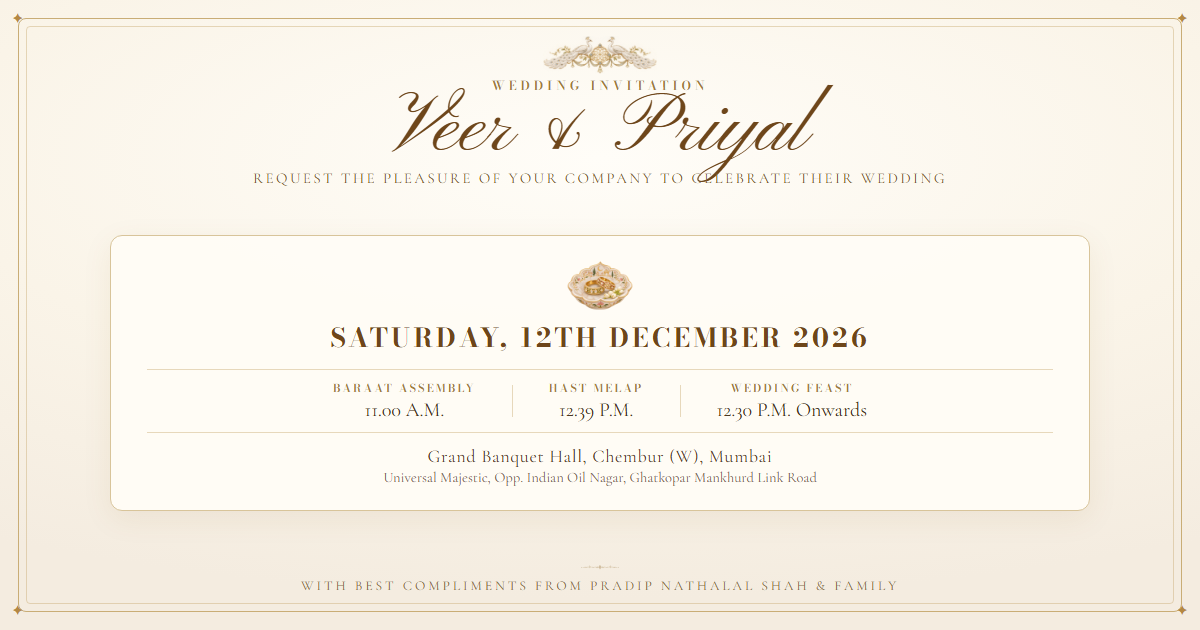 WEDDING INVITATION
Veer & Priyal
REQUEST THE PLEASURE OF YOUR COMPANY TO CELEBRATE THEIR WEDDING
SATURDAY, 12TH DECEMBER 2026
BARAAT ASSEMBLY HAST MELAP WEDDING FEAST
11.00 A.M. 12.39 P.M. 12.30 P.M. Onwards
Grand Banquet Hall, Chembur (W), Mumbai
Universal Majestic, Opp. Indian Oil Nagar, Ghatkopar Mankhurd Link Road
WITH BEST COMPLIMENTS FROM PRADIP NATHALAL SHAH & FAMILY